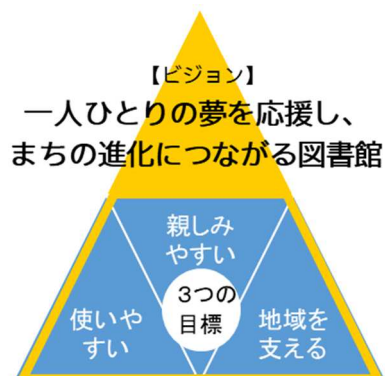 【ビジョン】
一人ひとりの夢を応援し、
まちの進化につながる図書館
親しみ
やすい
3つの
目標
使いや
すい
地域を
支える